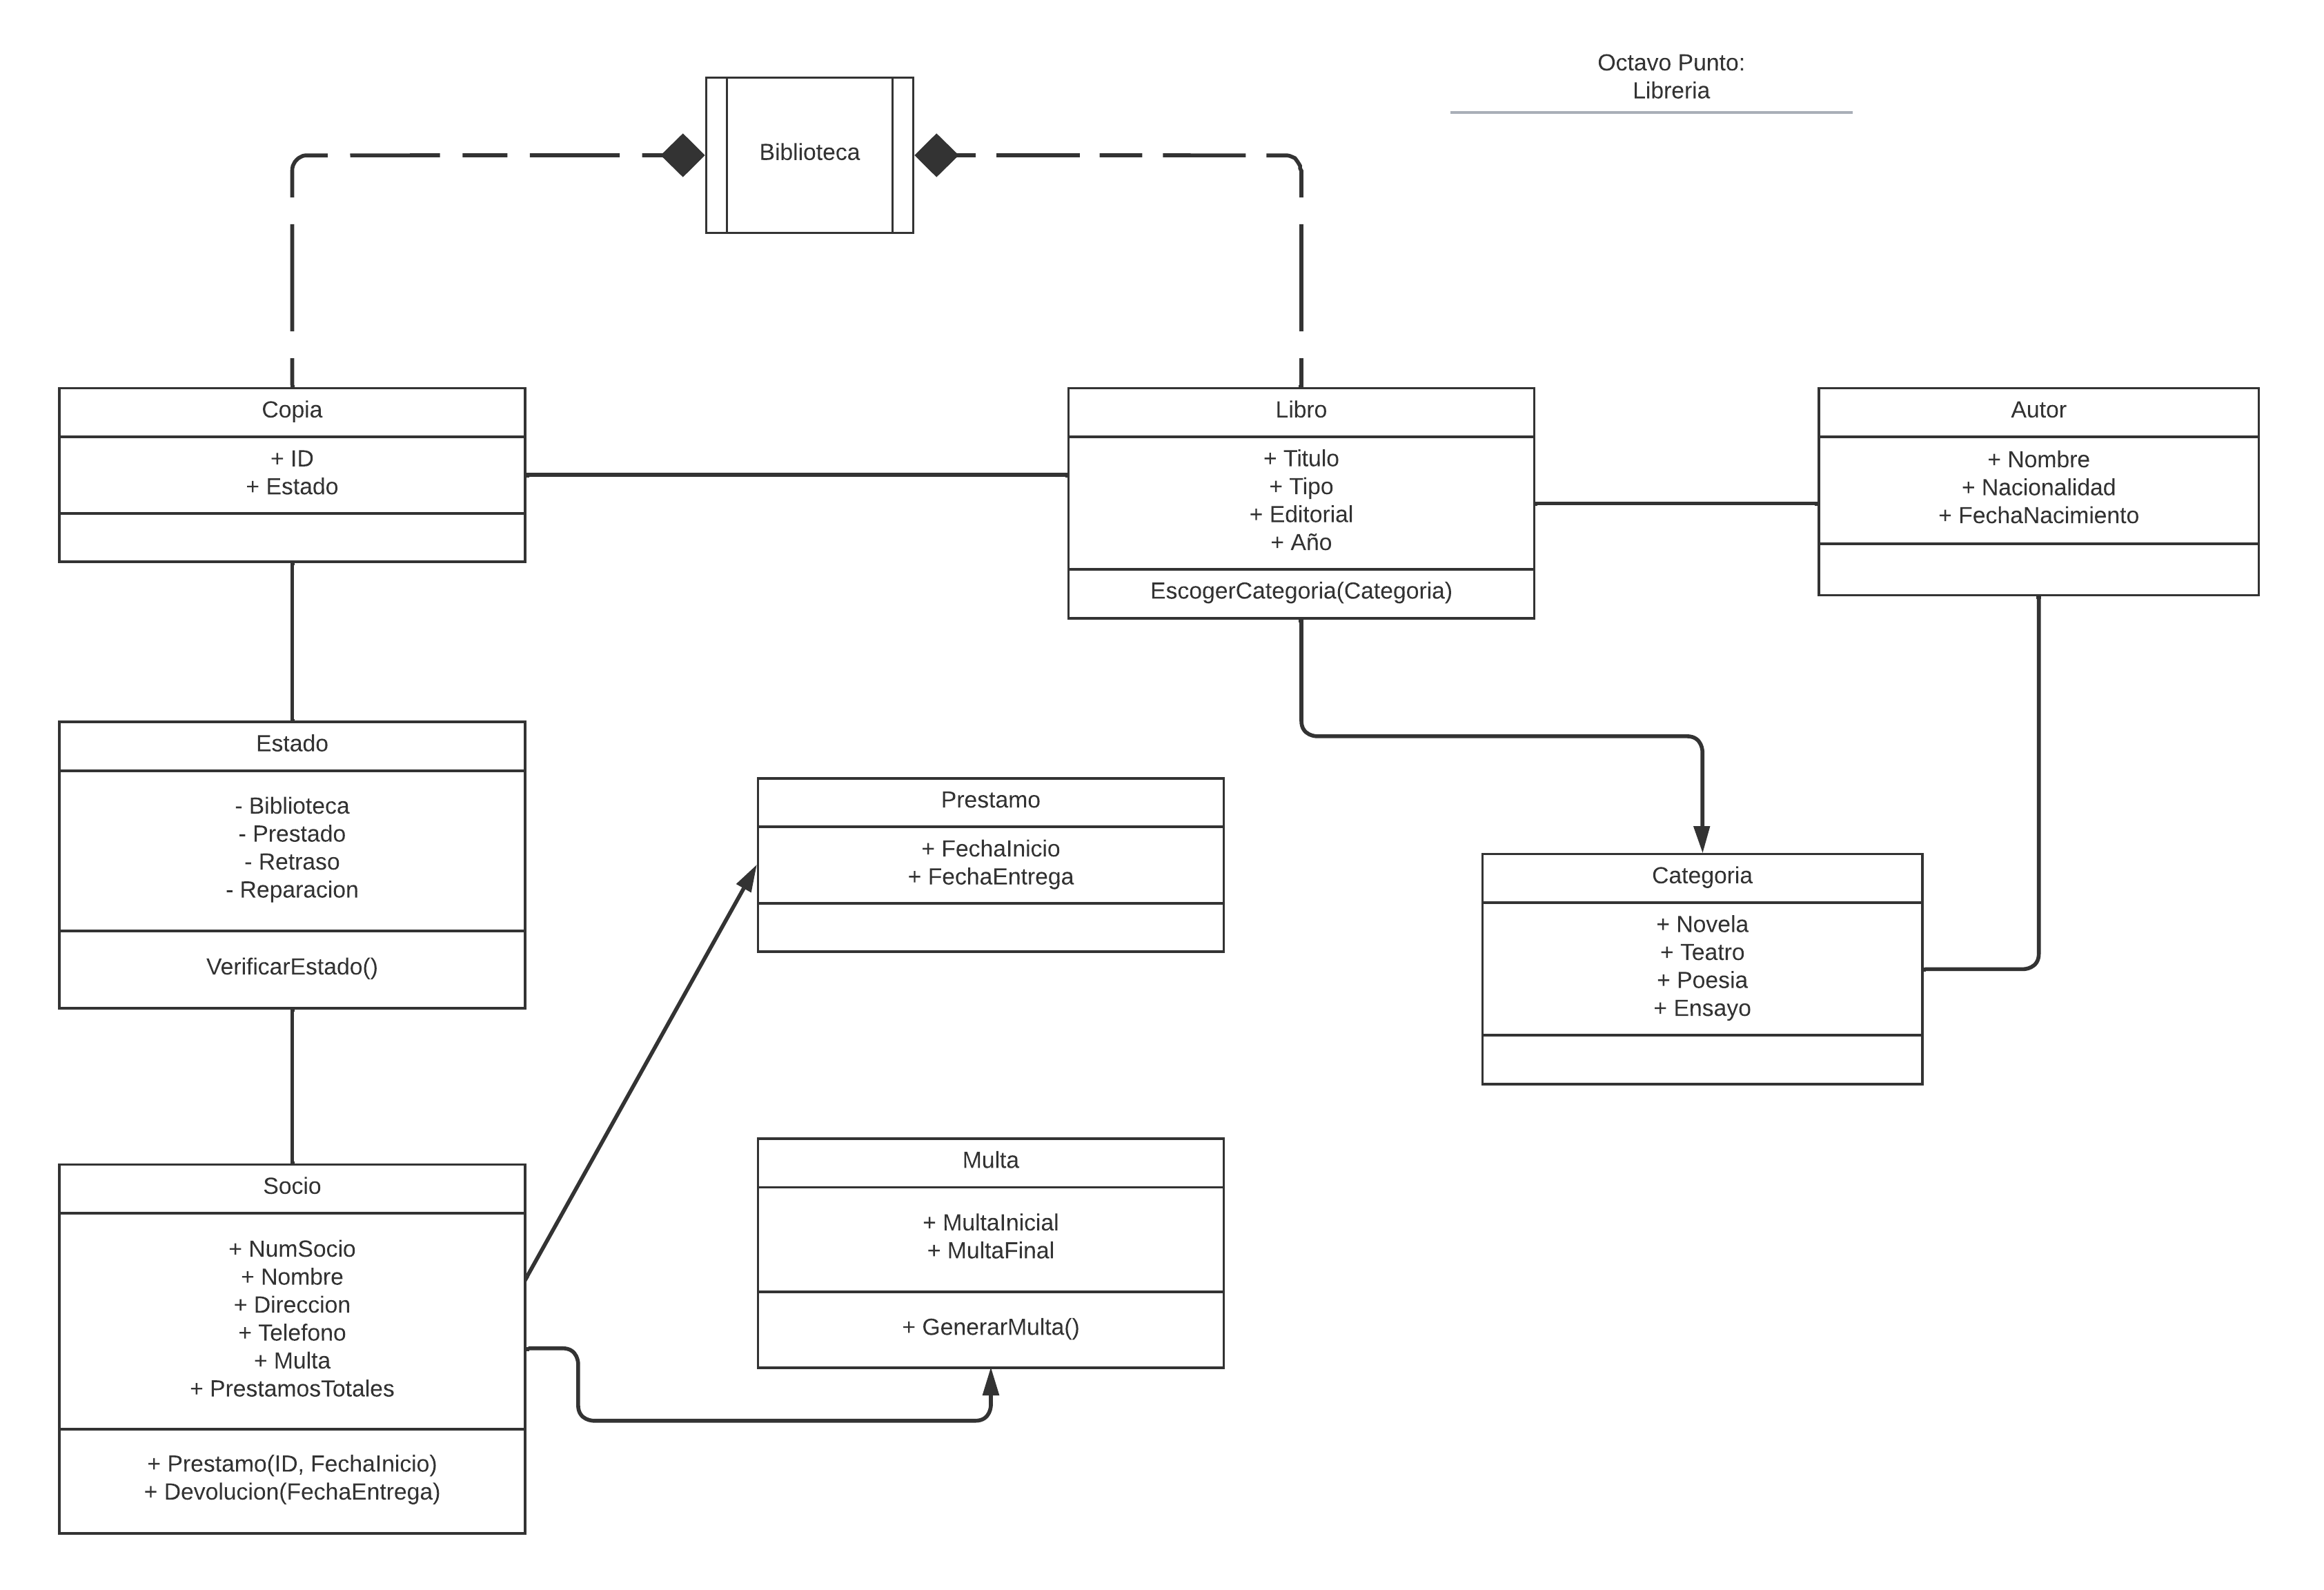 Octavo Punto:
Libreria
Biblioteca
Copia
+ ID
+ Estado
Libro
+ Titulo
+ Tipo
+ Editorial
+ Año
EscogerCategoria(Categoria)
Autor
+ Nombre
+ Nacionalidad
+ FechaNacimiento
Estado
- Biblioteca
- Prestado
- Retraso
- Reparacion
VerificarEstado()
Prestamo
+ FechaInicio
+ FechaEntrega
Categoria
+ Novela
+ Teatro
+ Poesia
+ Ensayo
Socio
+ NumSocio
+ Nombre
+ Direccion
+ Telefono
+ Multa
+ PrestamosTotales
+ Prestamo(ID, FechaInicio)
+ Devolucion(FechaEntrega)
Multa
+ MultaInicial
+ MultaFinal
+ GenerarMulta()